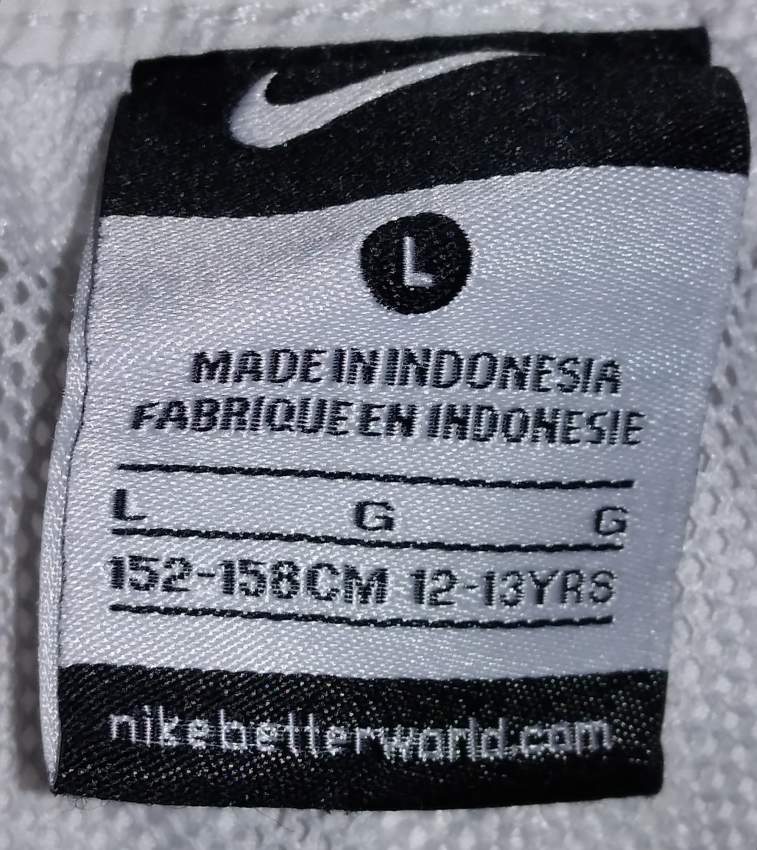 L
MADE IN INDONESIA
FABRIQUE EN INDONESIE
L G G
152-158CM 12-13YRS
nikebetterworld.com